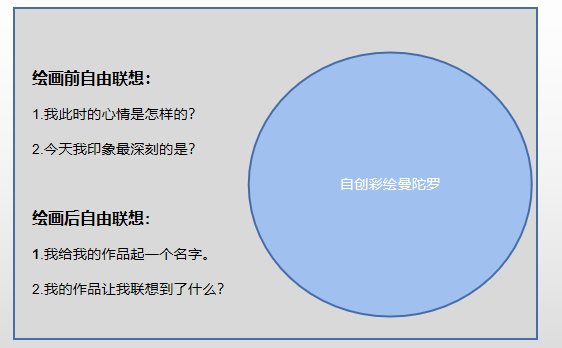 绘画前自由联想：
1.我此时的心情是怎样的？
2.今天我印象最深刻的是？
自创彩绘曼陀罗
绘画后自由联想：
1.我给我的作品起一个名字。
2.我的作品让我联想到了什么？